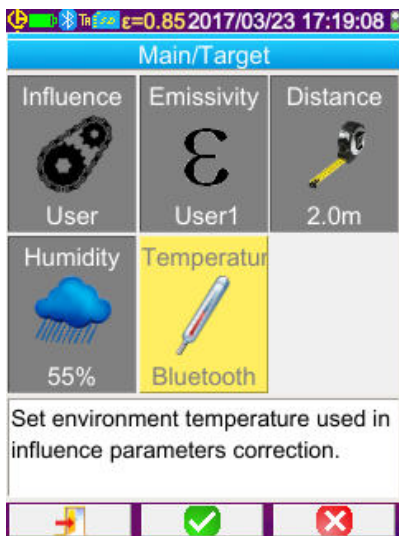 ε=0.85 2017/03/23 17:19:08
Main/Target
Influence Emissivity Distance
ε
User User1 2.0m
Humidity Temperatur
55% Bluetooth
Set environment temperature used in
influence parameters correction.